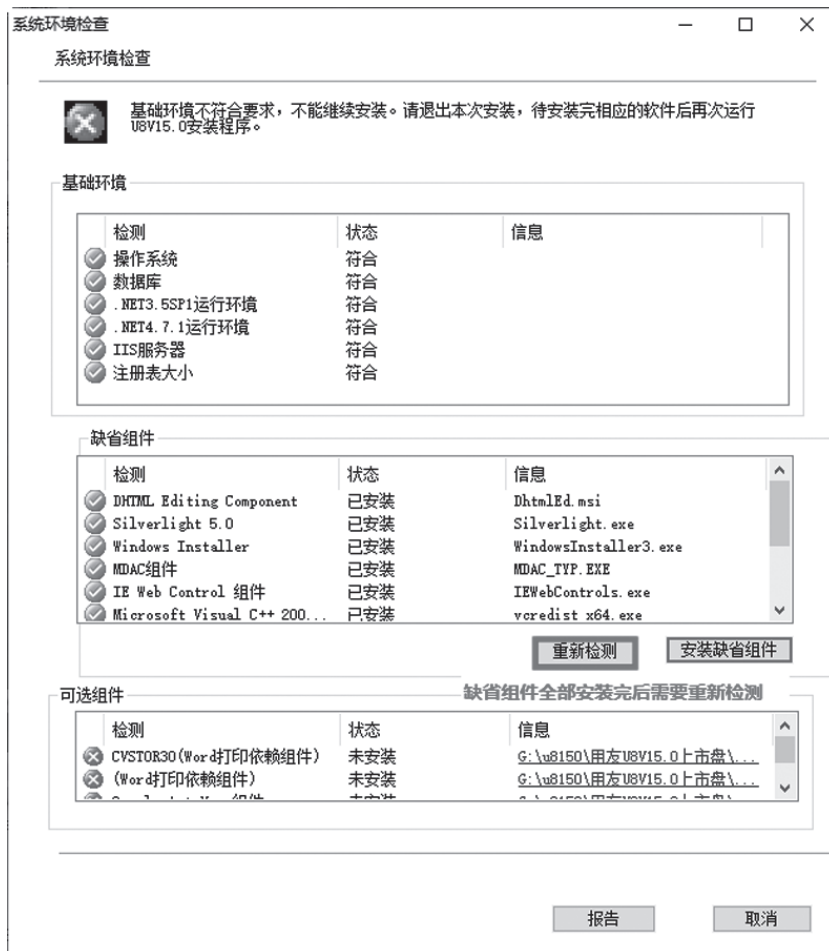 系统环境检查
系统环境检查
基础环境不符合要求，不能继续安装。请退出本次安装，待安装完相应的软件后再次运行
U8V15.0安装程序。
基础环境
检测 状态 信息
操作系统 符合
数据库 符合
.NET3.5SP1运行环境 符合
.NET4.7.1运行环境 符合
IIS服务器 符合
注册表大小 符合
缺省组件
检测 状态 信息
DHTML Editing Component 已安装 DhtmlEd.msi
Silverlight 5.0 已安装 Silverlight.exe
Windows Installer 已安装 WindowsInstaller3.exe
MDAC组件 已安装 MDAC_TYP.EXE
IE Web Control 组件 已安装 IEWebControls.exe
Microsoft Visual C++ 200... 已安装 vcredist_x64.exe
重新检测 安装缺省组件
缺省组件全部安装完后需要重新检测
可选组件
检测 状态 信息
CVSTOR30(Word打印依赖组件) 未安装 G:\u8150\用友U8V15.0上市盘\...
(Word打印依赖组件) 未安装 G:\u8150\用友U8V15.0上市盘\...
报告 取消